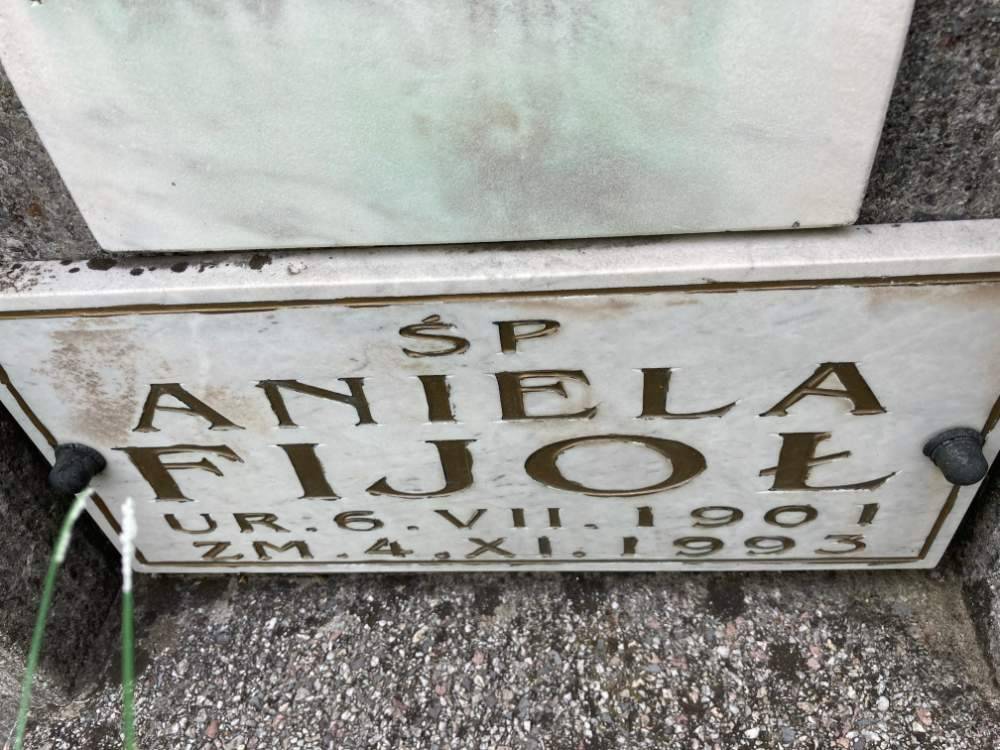 ŚP
ANIELA
FIJOŁ
UR. 6. VII. 1901
ZM. 4. XI. 1993